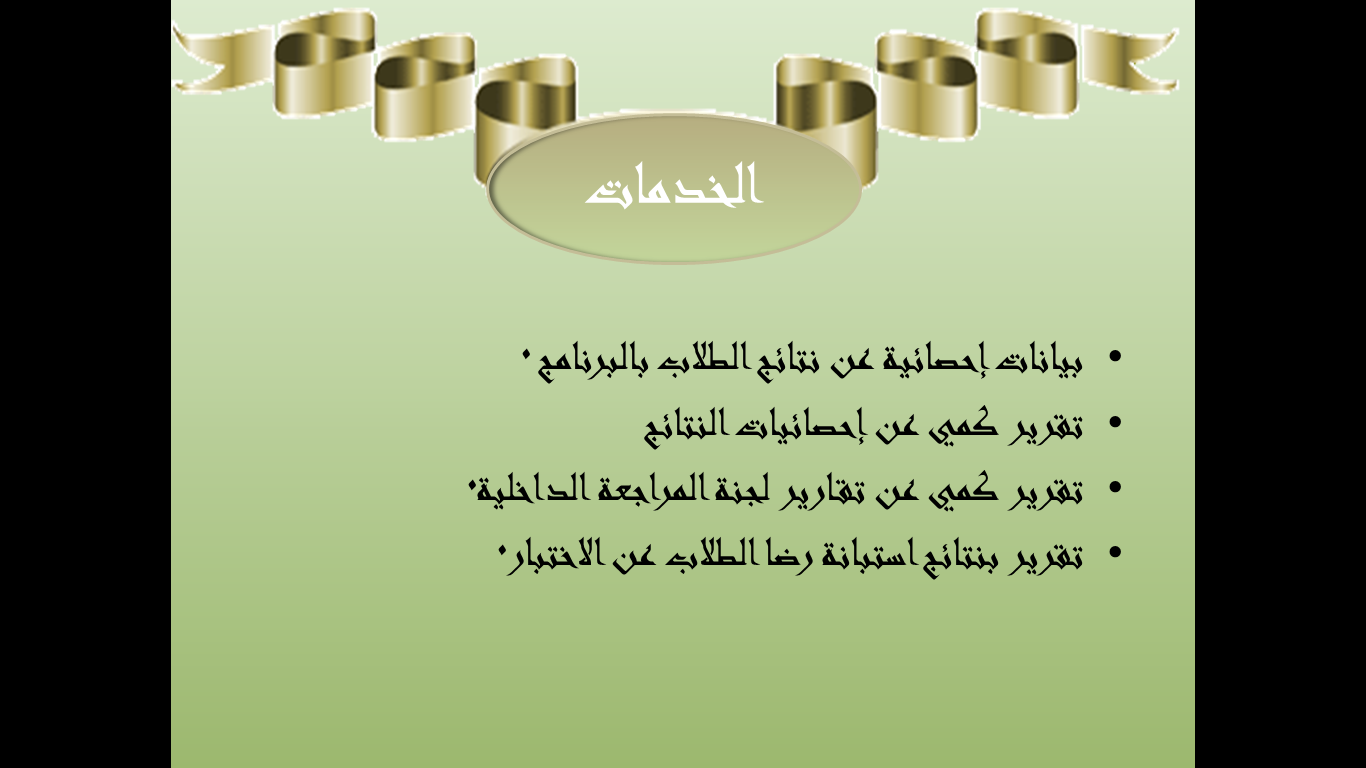 الخدمات
• بيانات إحصائية عن نتائج الطلاب بالبرنامج .
• تقرير كمي عن إحصائيات النتائج
• تقرير كمي عن تقارير لجنة المراجعة الداخلية.
• تقرير بنتائج استبانة رضا الطلاب عن الاختبار.